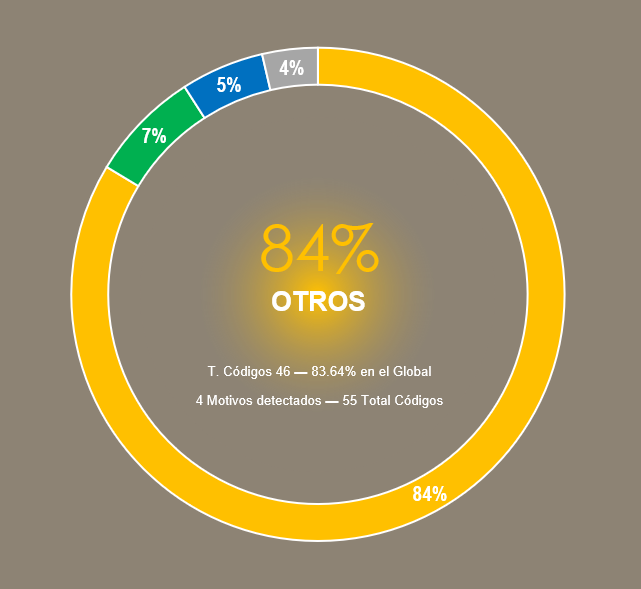 4%
5%
7%
84%
OTROS
T. Códigos 46 — 83.64% en el Global
4 Motivos detectados — 55 Total Códigos
84%